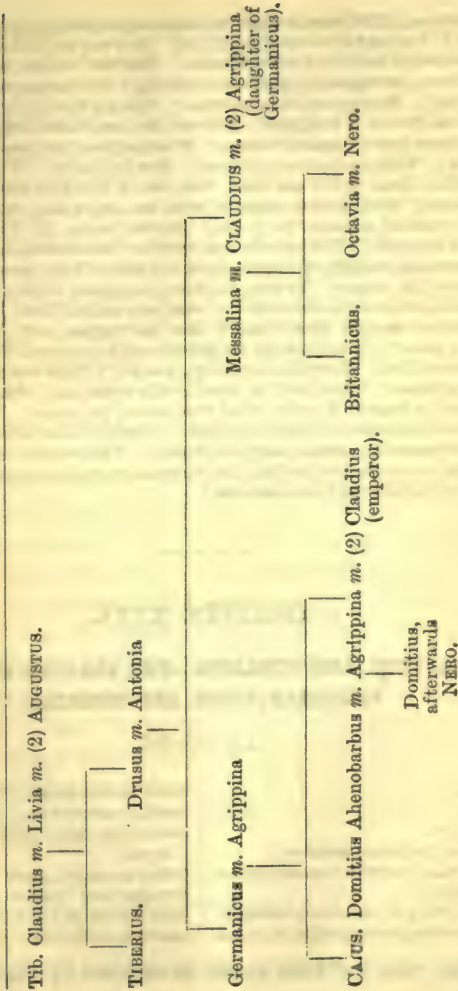 Tib. Claudius m. Livia m. (2) AUGUSTUS.
TIBERIUS. Drusus m. Antonia
Germanicus m. Agrippina
Messalina m. CLAUDIUS m. (2) Agrippina
(daughter of
Germanicus).
CAIUS. Domitius Ahenobarbus m. Agrippina m. (2) Claudius
(emperor).
Britannicus. Octavia m. Nero.
Domitius,
afterwards
NERO.